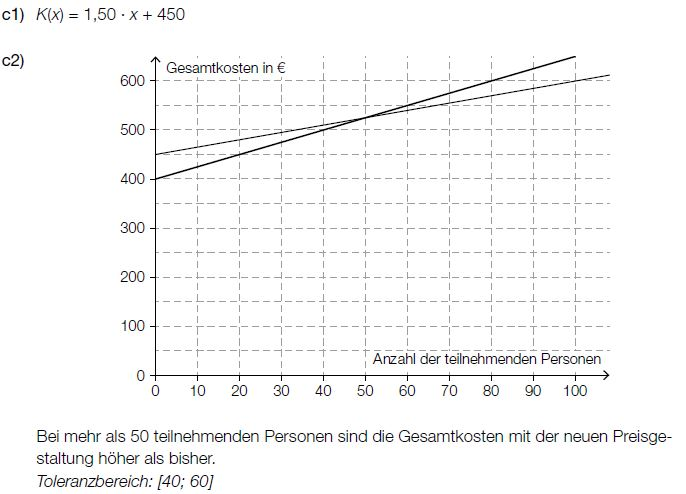 c1) K(x) = 1,50 · x + 450
c2)
Gesamtkosten in €
600
500
400
300
200
100
0
Anzahl der teilnehmenden Personen
0 10 20 30 40 50 60 70 80 90 100
Bei mehr als 50 teilnehmenden Personen sind die Gesamtkosten mit der neuen Preisge-
staltung höher als bisher.
Toleranzbereich: [40; 60]